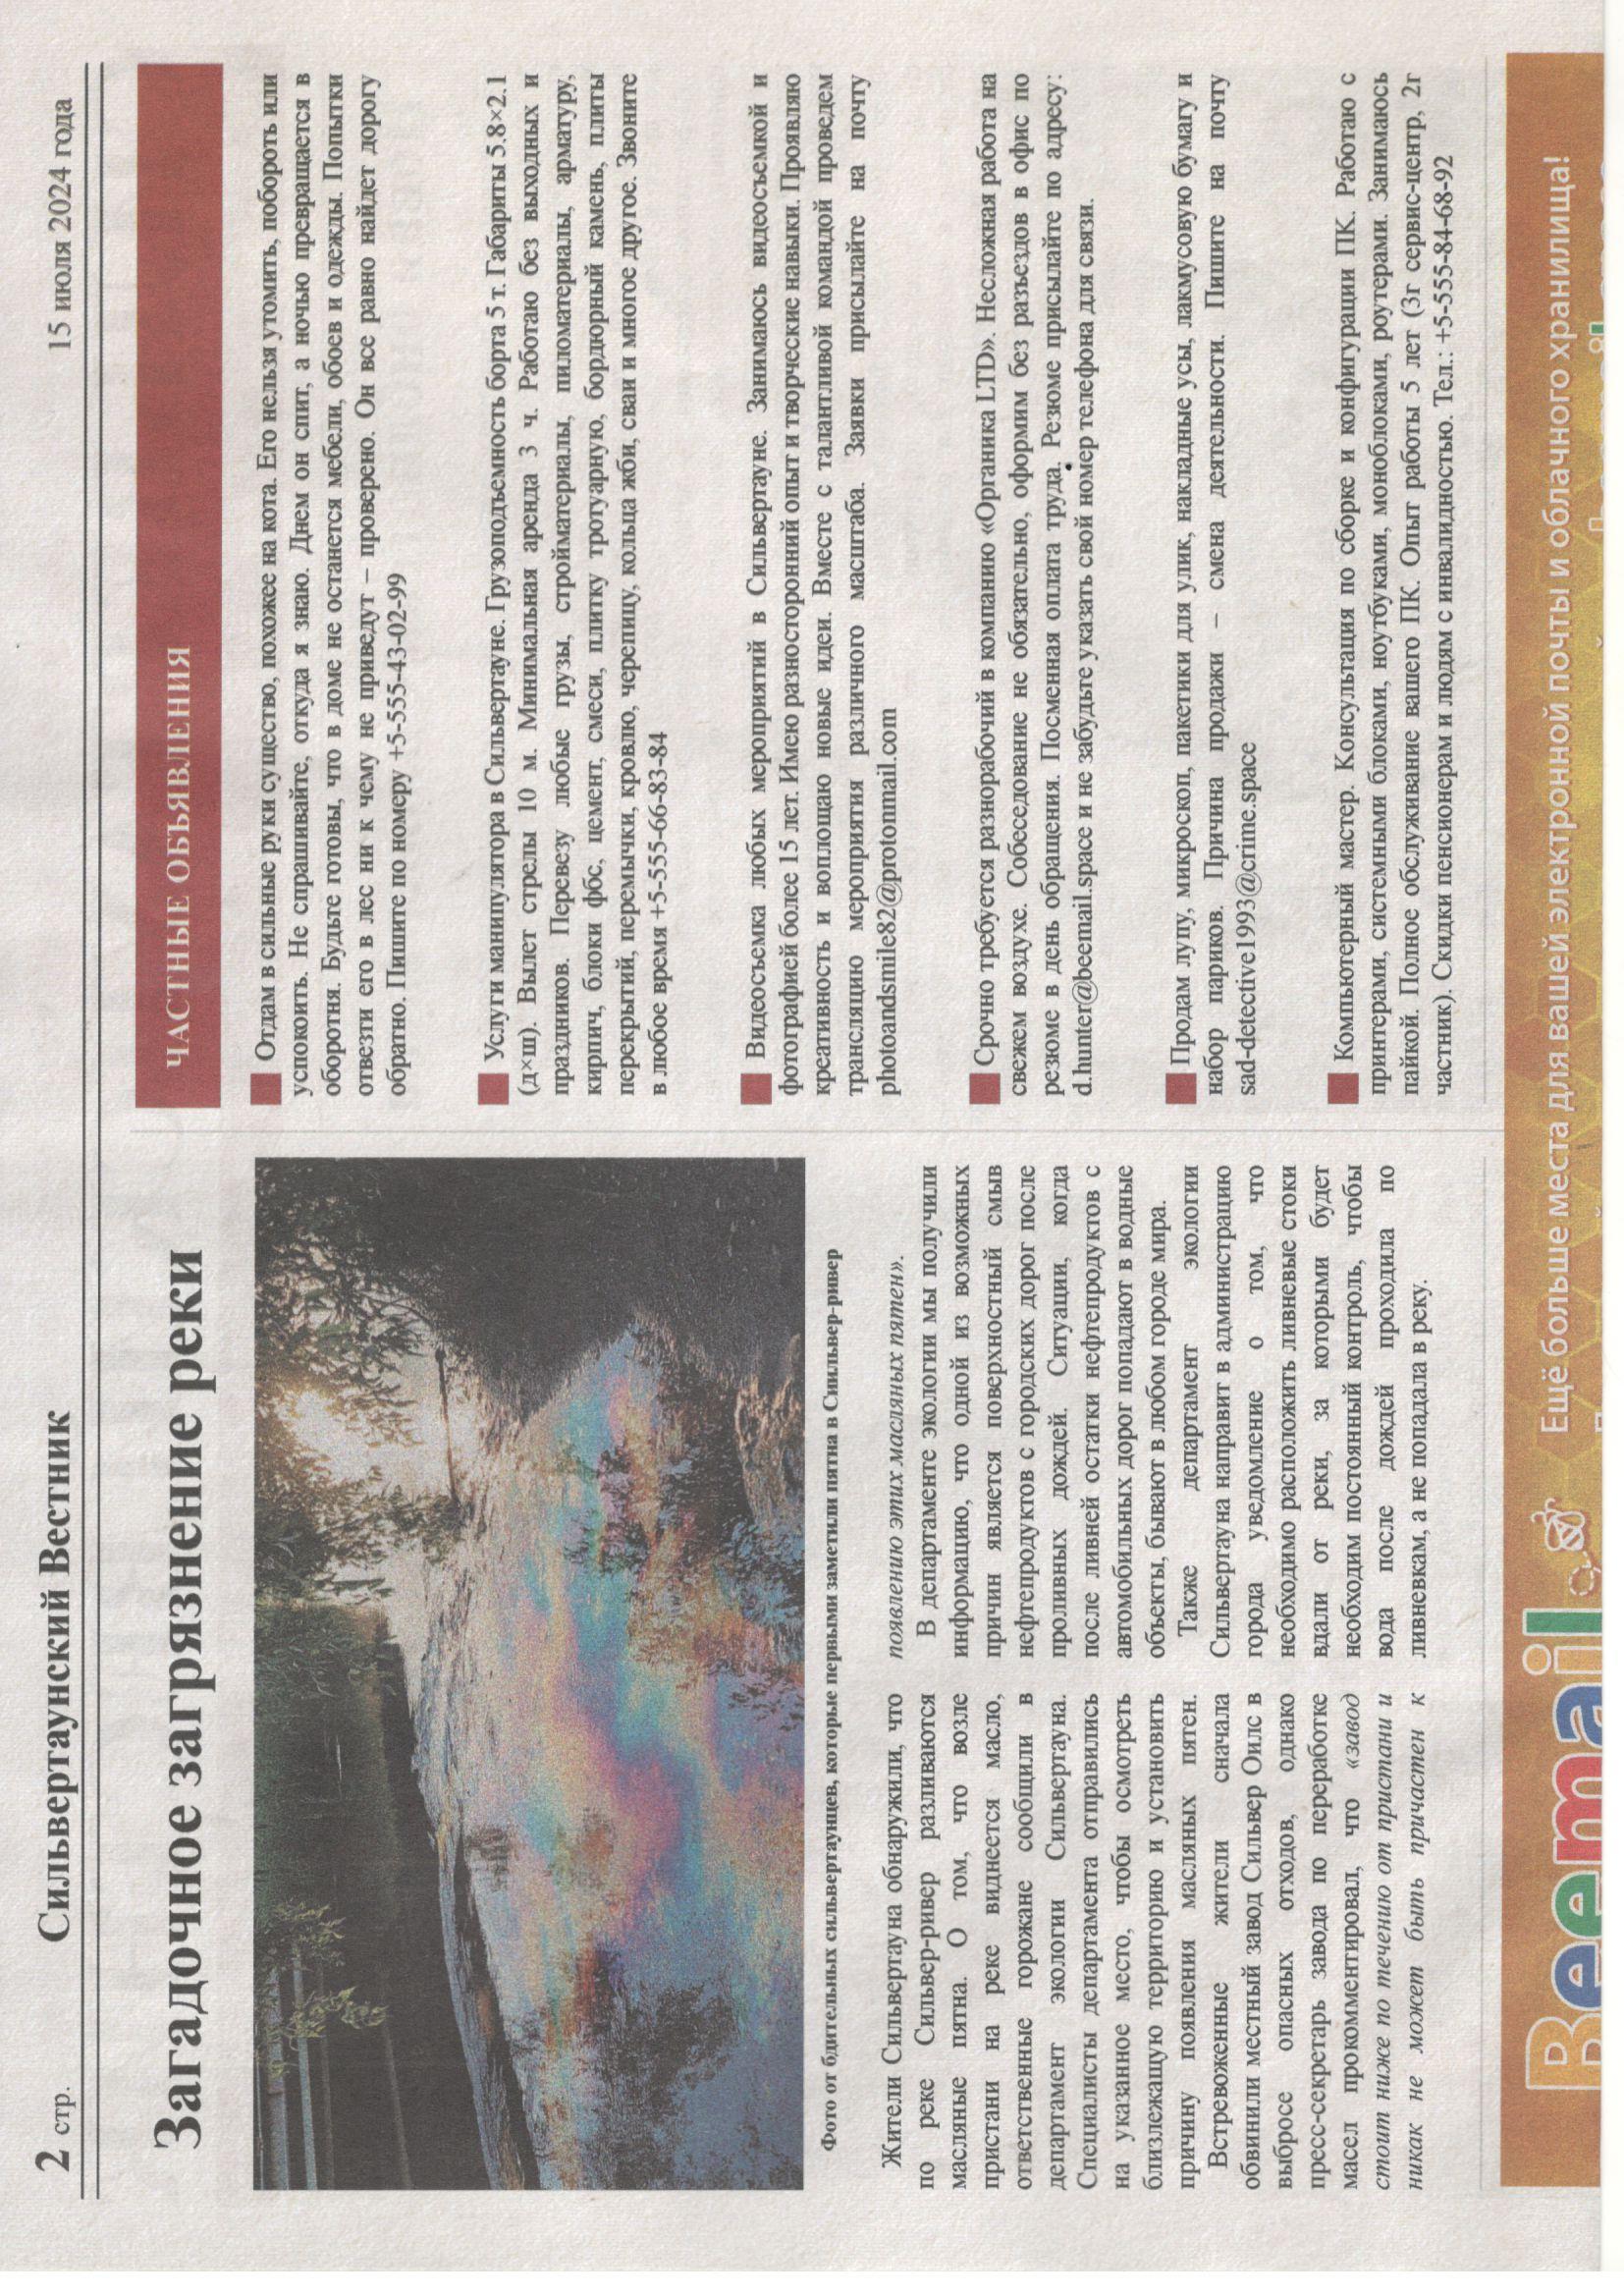 2 стр.
Сильвертаунский Вестник
15 июля 2024 года
Загадочное загрязнение реки
Фото от бдительных сильвертаунцев, которые первыми заметили пятна в Сиильвер-ривер
Жители Сильвертауна обнаружили, что
по реке Сильвер-ривер разливаются
масляные пятна. О том, что возле
пристани на реке виднеется масло,
ответственные горожане сообщили в
департамент экологии Сильвертауна.
Специалисты департамента отправились
на указанное место, чтобы осмотреть
близлежащую территорию и установить
причину появления масляных пятен.
Встревоженные жители сначала
обвинили местный завод Сильвер Оилс в
выбросе опасных отходов, однако
пресс-секретарь завода по переработке
масел прокомментировал, что «завод
стоит ниже по течению от пристани и
никак не может быть причастен к
появлению этих масляных пятен».
В департаменте экологии мы получили
информацию, что одной из возможных
причин является поверхностный смыв
нефтепродуктов с городских дорог после
проливных дождей. Ситуации, когда
после ливней остатки нефтепродуктов с
автомобильных дорог попадают в водные
объекты, бывают в любом городе мира.
Также департамент экологии
Сильвертауна направит в администрацию
города уведомление о том, что
необходимо расположить ливневые стоки
вдали от реки, за которыми будет
необходим постоянный контроль, чтобы
вода после дождей проходила по
ливневкам, а не попадала в реку.
ЧАСТНЫЕ ОБЪЯВЛЕНИЯ
Отдам в сильные руки существо, похожее на кота. Его нельзя утомить, побороть или
успокоить. Не спрашивайте, откуда я знаю. Днем он спит, а ночью превращается в
оборотня. Будьте готовы, что в доме не останется мебели, обоев и одежды. Попытки
отвезти его в лес ни к чему не приведут – проверено. Он все равно найдет дорогу
обратно. Пишите по номеру +5-555-43-02-99
Услуги манипулятора в Сильвертауне. Грузоподъемность борта 5 т. Габариты 5.8×2.1
(д×ш). Вылет стрелы 10 м. Минимальная аренда 3 ч. Работаю без выходных и
праздников. Перевезу любые грузы, стройматериалы, пиломатериалы, арматуру,
кирпич, блоки фбс, цемент, смеси, плитку тротуарную, бордюрный камень, плиты
перекрытий, перемычки, кровлю, черепицу, кольца жби, сваи и многое другое. Звоните
в любое время +5-555-66-83-84
Видеосъемка любых мероприятий в Сильвертауне. Занимаюсь видеосъемкой и
фотографией более 15 лет. Имею разносторонний опыт и творческие навыки. Проявляю
креативность и воплощаю новые идеи. Вместе с талантливой командой проведем
трансляцию мероприятия различного масштаба. Заявки присылайте на почту
photoandsmile82@protonmail.com
Срочно требуется разнорабочий в компанию «Органика LTD». Несложная работа на
свежем воздухе. Собеседование не обязательно, оформим без разъездов в офис по
резюме в день обращения. Посменная оплата труда. Резюме присылайте по адресу:
d.hunter@beemail.space и не забудьте указать свой номер телефона для связи.
Продам лупу, микроскоп, пакетики для улик, накладные усы, лакмусовую бумагу и
набор париков. Причина продажи – смена деятельности. Пишите на почту
sad-detective1993@crime.space
Компьютерный мастер. Консультация по сборке и конфигурации ПК. Работаю с
принтерами, системными блоками, ноутбуками, моноблоками, роутерами. Занимаюсь
пайкой. Полное обслуживание вашего ПК. Опыт работы 5 лет (3г сервис-центр, 2г
частник). Скидки пенсионерам и людям с инвалидностью. Тел.: +5-555-84-68-92
Beemail
Ещё больше места для вашей электронной почты и облачного хранилища!